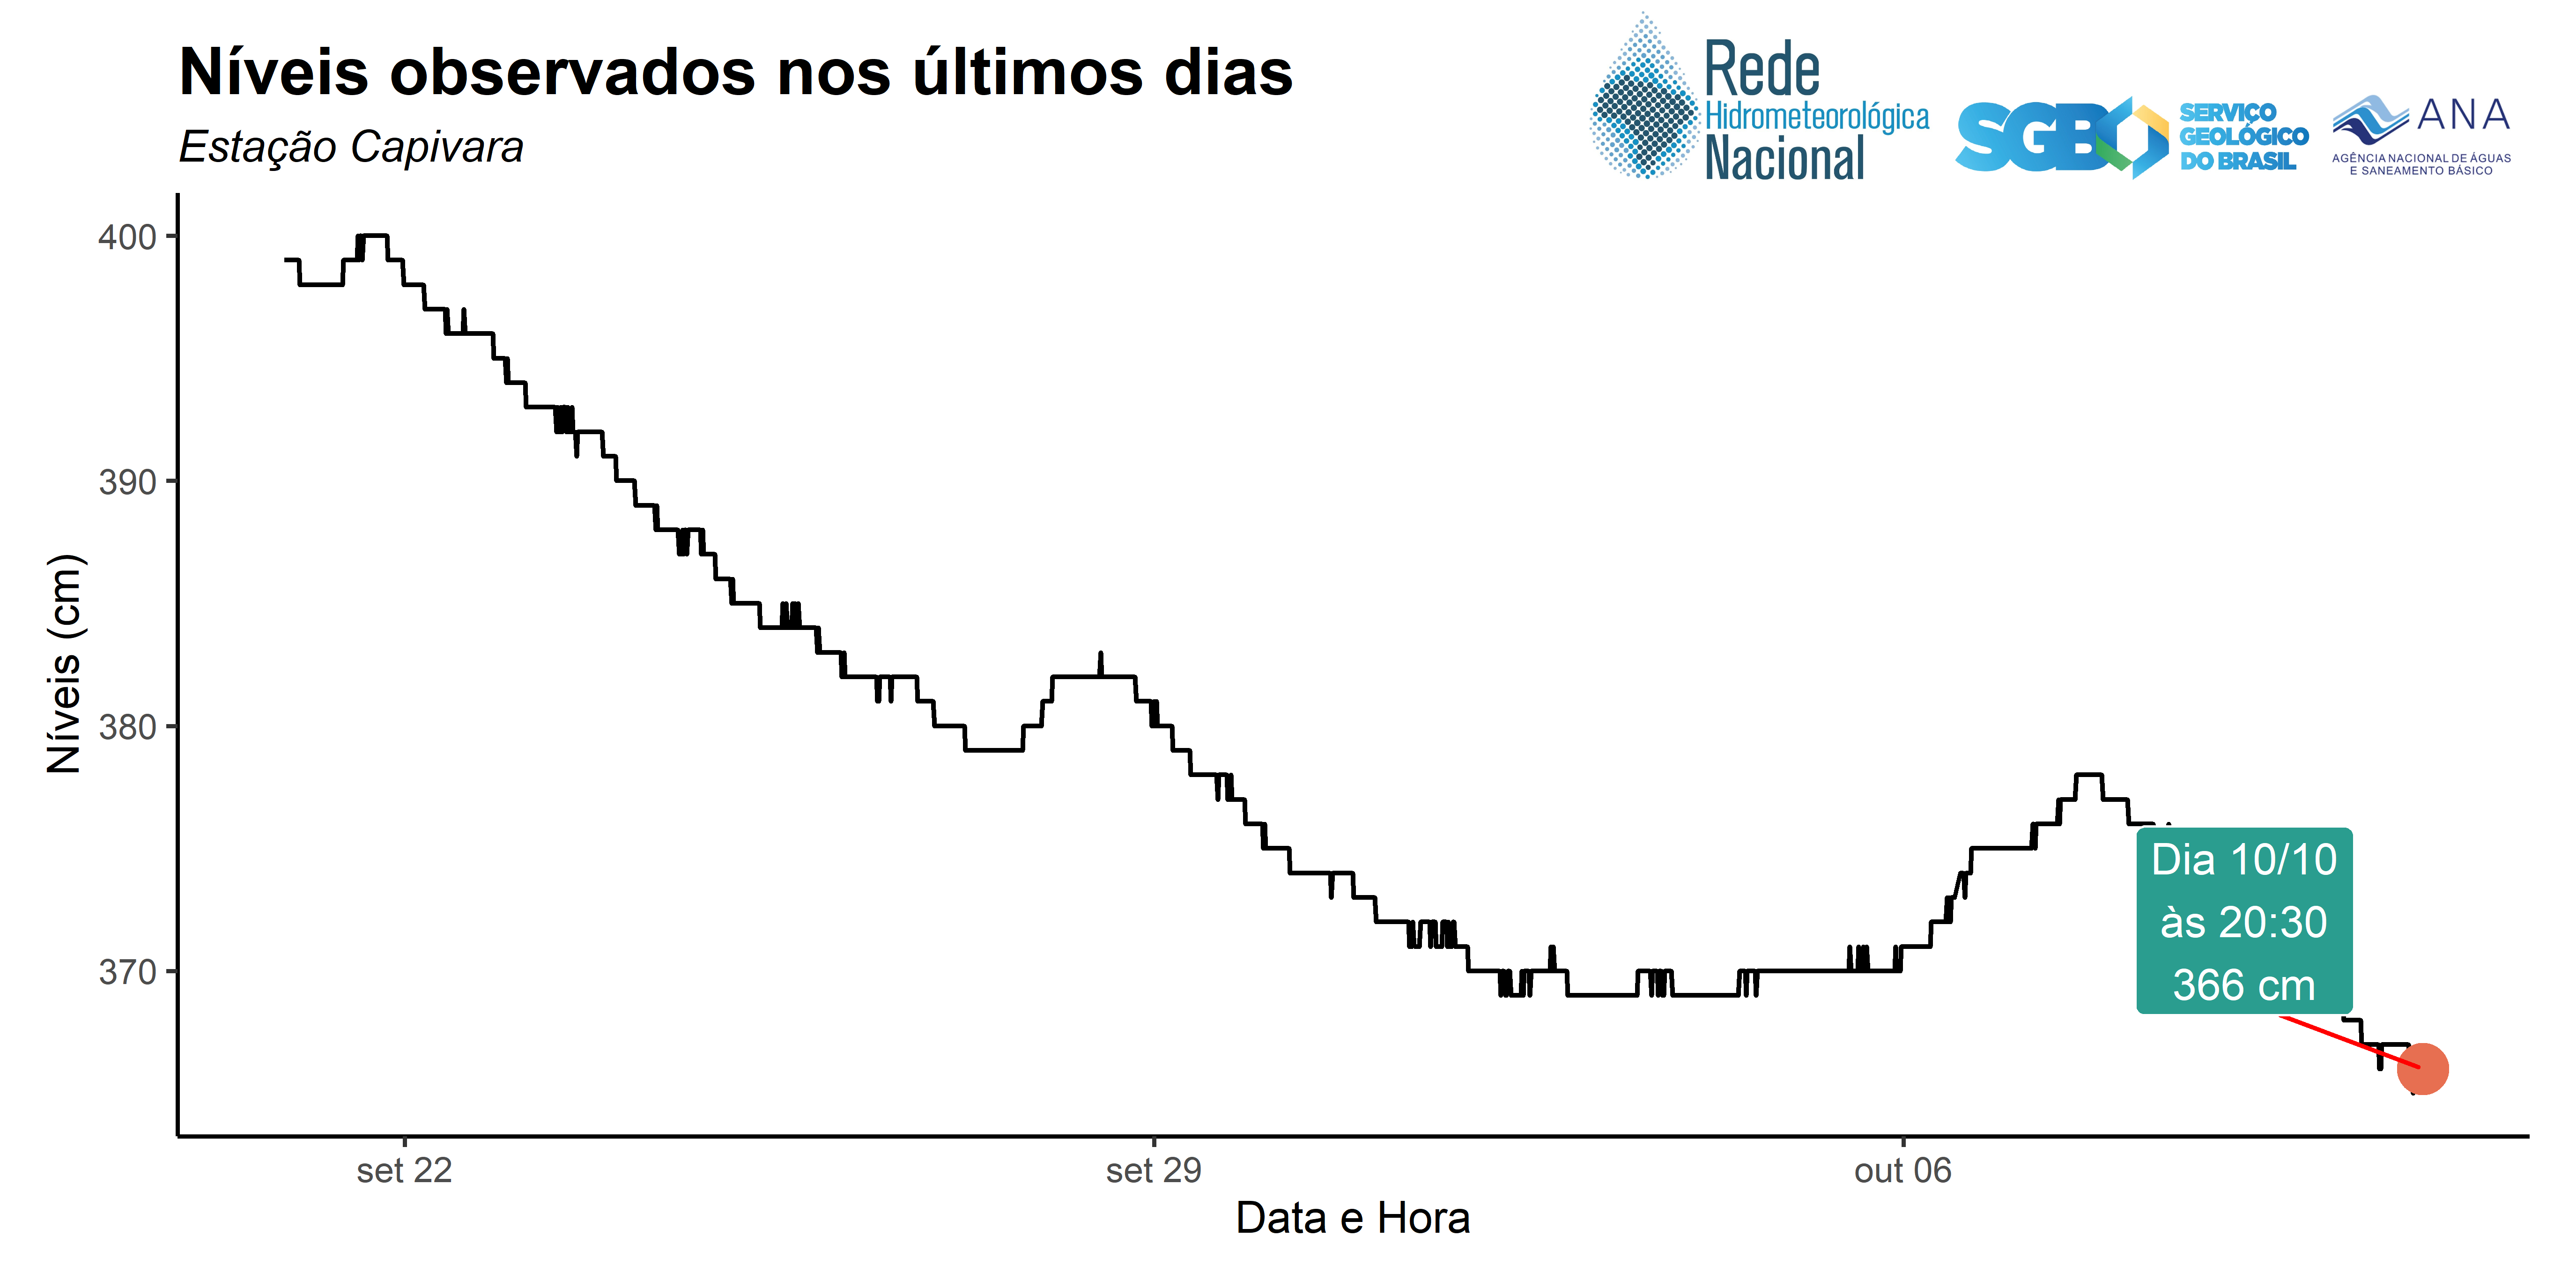 Níveis observados nos últimos dias
Estação Capivara
Rede
Hidrometeorológica
Nacional
SGB
SERVIÇO
GEOLÓGICO
DO BRASIL
ANA
AGÊNCIA NACIONAL DE ÁGUAS
E SANEAMENTO BÁSICO
Níveis (cm)
400
390
380
370
Dia 10/10
às 20:30
366 cm
set 22
set 29
out 06
Data e Hora